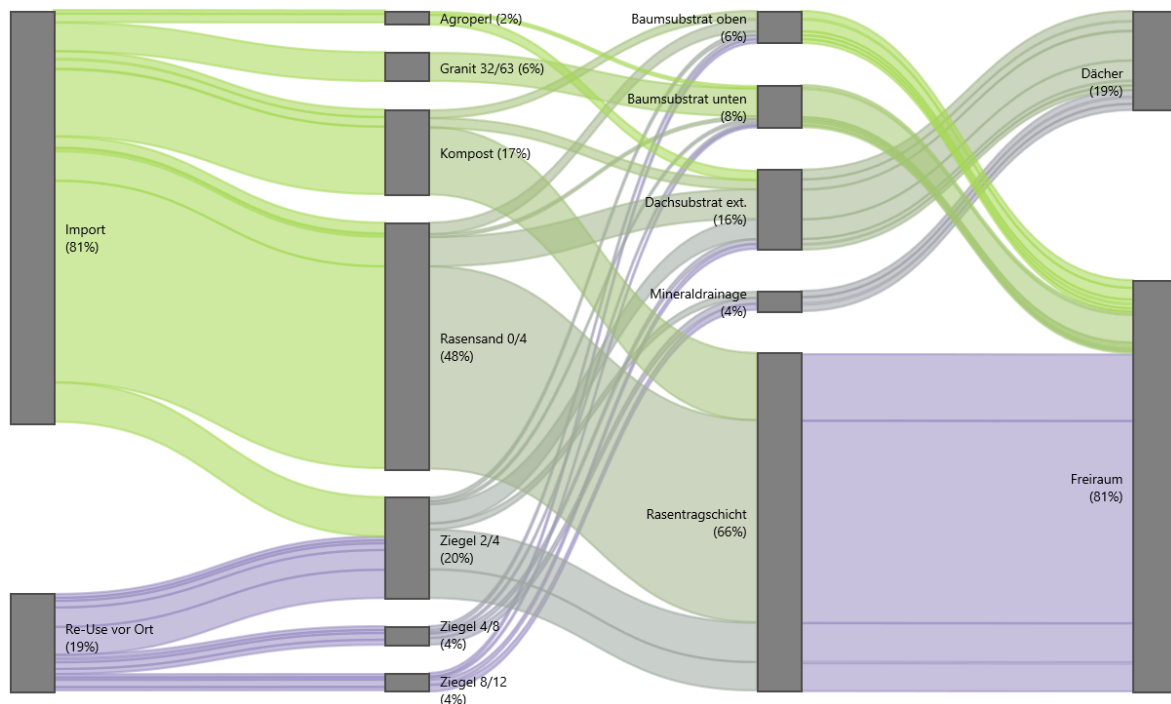 Import
(81%)
Re-Use vor Ort
(19%)
Agroperl (2%)
Granit 32/63 (6%)
Kompost (17%)
Rasensand 0/4
(48%)
Ziegel 2/4
(20%)
Ziegel 4/8
(4%)
Ziegel 8/12
(4%)
Baumsubstrat oben
(6%)
Baumsubstrat unten
(8%)
Dachsubstrat ext.
(16%)
Mineraldrainage
(4%)
Rasentragschicht
(66%)
Dächer
(19%)
Freiraum
(81%)